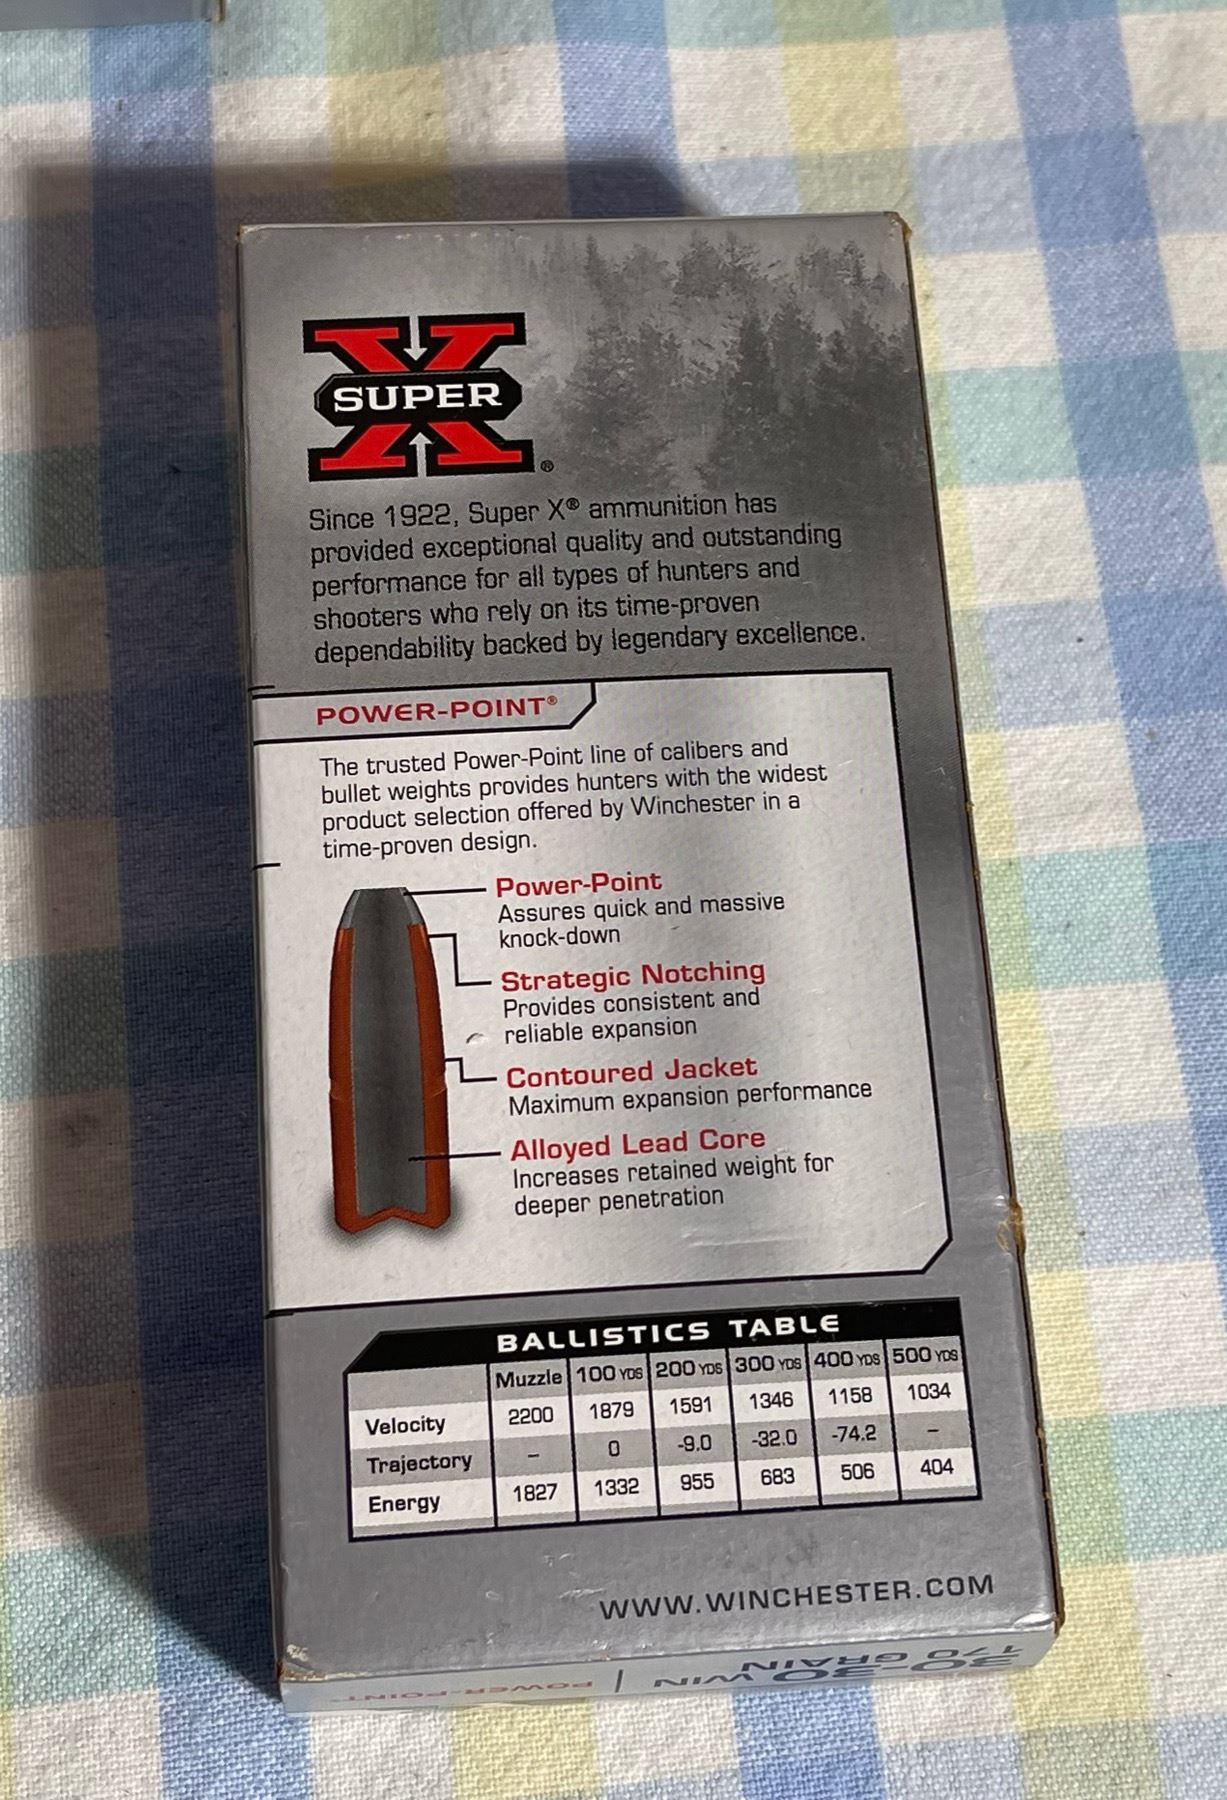 SUPER X®
Since 1922, Super X® ammunition has
provided exceptional quality and outstanding
performance for all types of hunters and
shooters who rely on its time-proven
dependability backed by legendary excellence.
POWER-POINT®
The trusted Power-Point line of calibers and
bullet weights provides hunters with the widest
product selection offered by Winchester in a
time-proven design.
Power-Point
Assures quick and massive
knock-down
Strategic Notching
Provides consistent and
reliable expansion
Contoured Jacket
Maximum expansion performance
Alloyed Lead Core
Increases retained weight for
deeper penetration
BALLISTICS TABLE
Muzzle 100 YDS 200 YDS 300 YDS 400 YDS 500 YDS
Velocity 2200 1879 1591 1346 1158 1034
Trajectory – 0 -9.0 -32.0 -74.2 –
Energy 1827 1332 955 683 506 404
WWW.WINCHESTER.COM
170 GRAIN
30-30 WIN | POWER-POINT